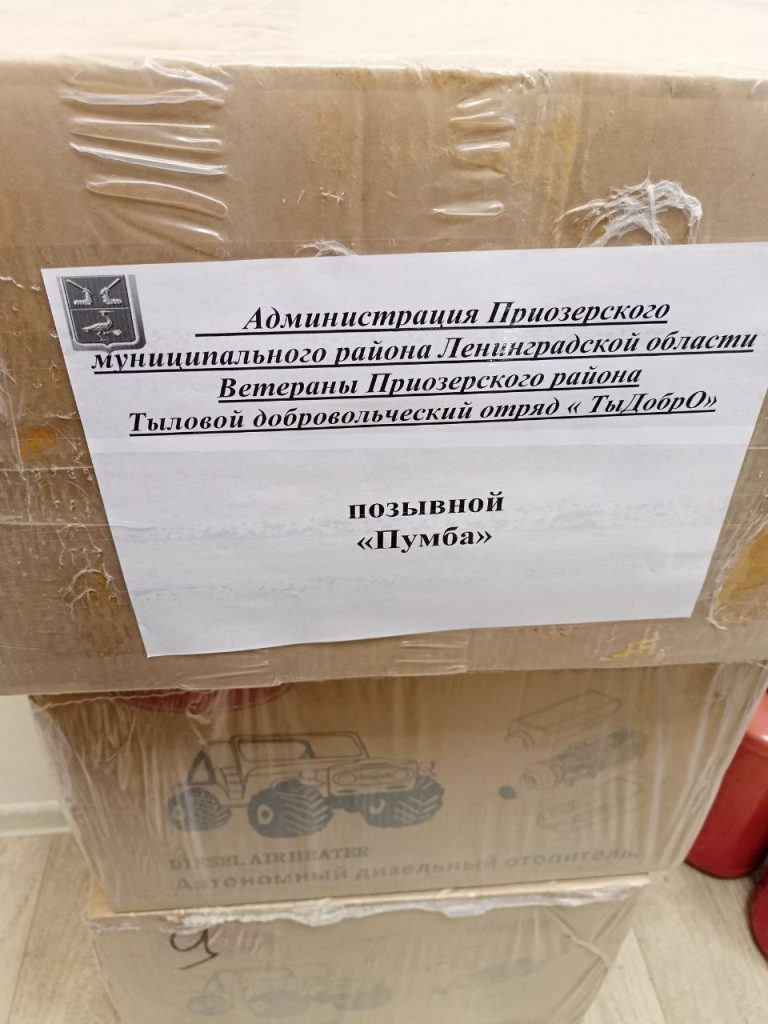 Администрация Приозерского
муниципального района Ленинградской области
Ветераны Приозерского района
Тыловой добровольческий отряд « ТыДобрО»
позывной
«Пумба»
DIESEL AIR HEATER
Автономный дизельный отопитель